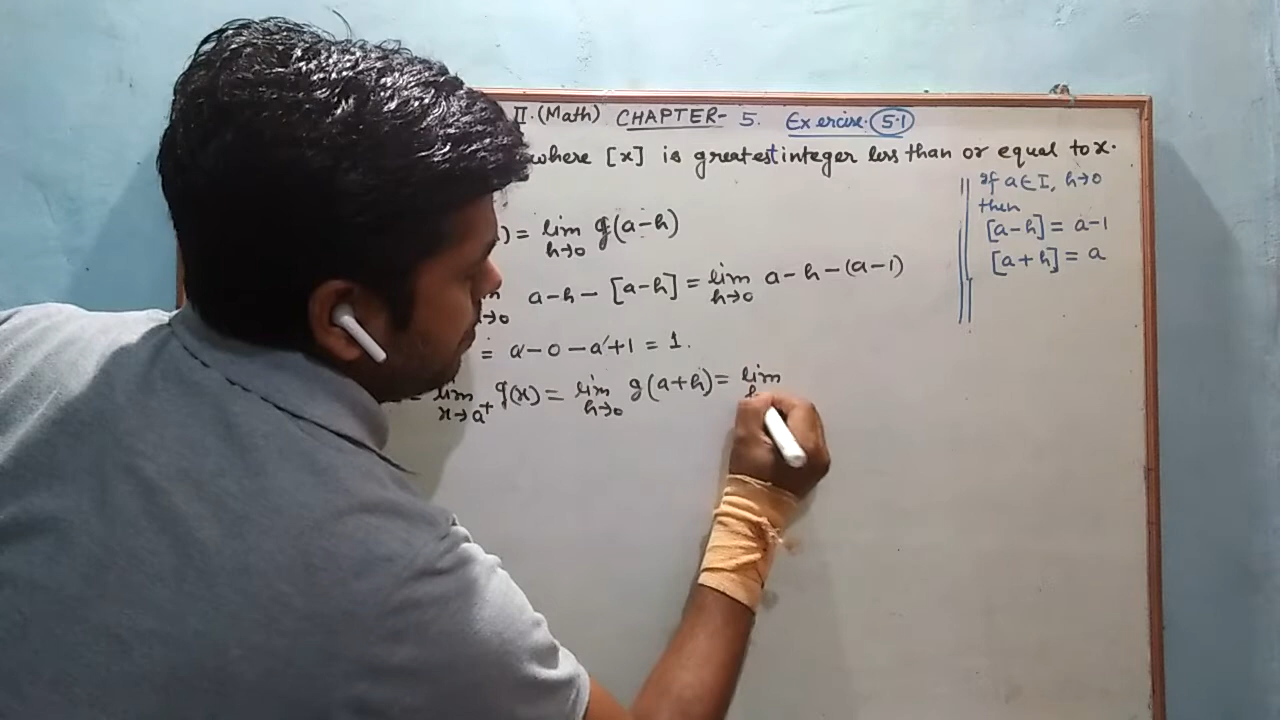 II. (Math) CHAPTER- 5. Exercise. 5.1
where [x] is greatest integer less than or equal to x.
) = lim h→0 g(a-h)
→0 a-h- [a-h] = lim h→0 a-h-(a-1)
= a-0-a+1 = 1.
= lim x→a⁺ g(x) = lim h→0 g(a+h) = lim
If a∈I, h→0
then
[a-h] = a-1
[a+h] = a